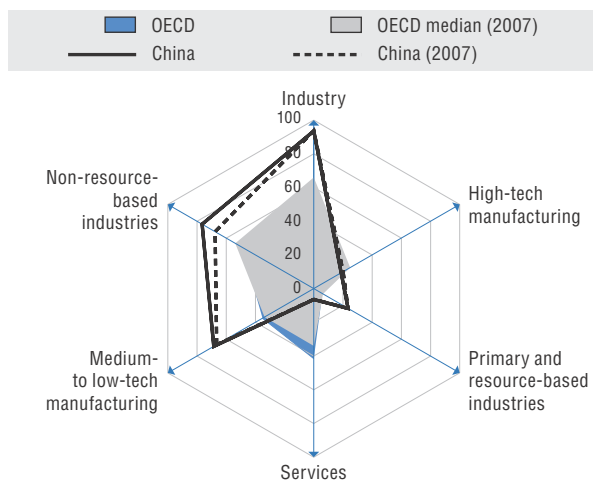 OECD
OECD median (2007)
China
China (2007)
Industry
100
80
60
40
20
0
Non-resource-
based
industries
High-tech
manufacturing
Medium-
to low-tech
manufacturing
Primary and
resource-based
industries
Services